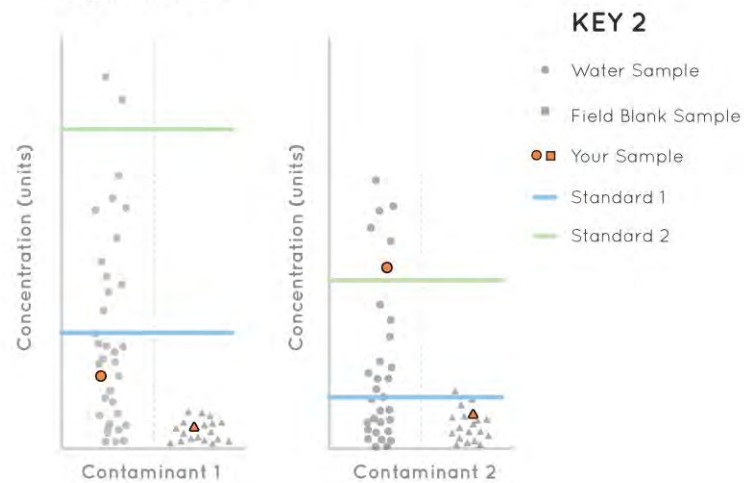 KEY 2
Water Sample
Field Blank Sample
Your Sample
Standard 1
Standard 2
Concentration (units)
Contaminant 1
Concentration (units)
Contaminant 2